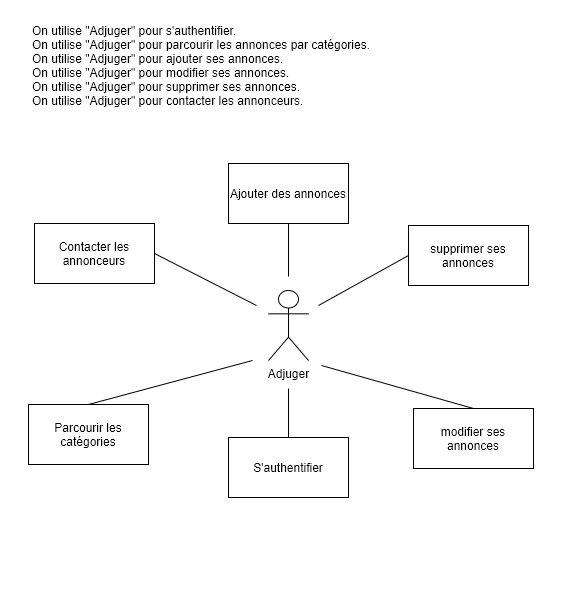 On utilise "Adjuger" pour s'authentifier.
On utilise "Adjuger" pour parcourir les annonces par catégories.
On utilise "Adjuger" pour ajouter ses annonces.
On utilise "Adjuger" pour modifier ses annonces.
On utilise "Adjuger" pour supprimer ses annonces.
On utilise "Adjuger" pour contacter les annonceurs.
Ajouter des annonces
Contacter les
annonceurs
supprimer ses
annonces
Adjuger
Parcourir les
catégories
modifier ses
annonces
S'authentifier